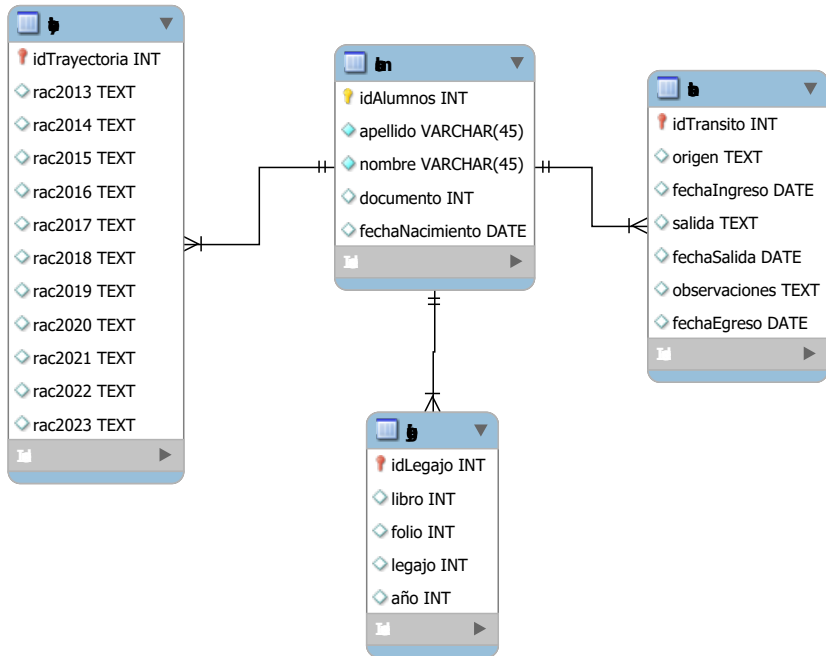 idTrayectoria INT
rac2013 TEXT
rac2014 TEXT
rac2015 TEXT
rac2016 TEXT
rac2017 TEXT
rac2018 TEXT
rac2019 TEXT
rac2020 TEXT
rac2021 TEXT
rac2022 TEXT
rac2023 TEXT
idAlumnos INT
apellido VARCHAR(45)
nombre VARCHAR(45)
documento INT
fechaNacimiento DATE
idTransito INT
origen TEXT
fechaIngreso DATE
salida TEXT
fechaSalida DATE
observaciones TEXT
fechaEgreso DATE
idLegajo INT
libro INT
folio INT
legajo INT
año INT